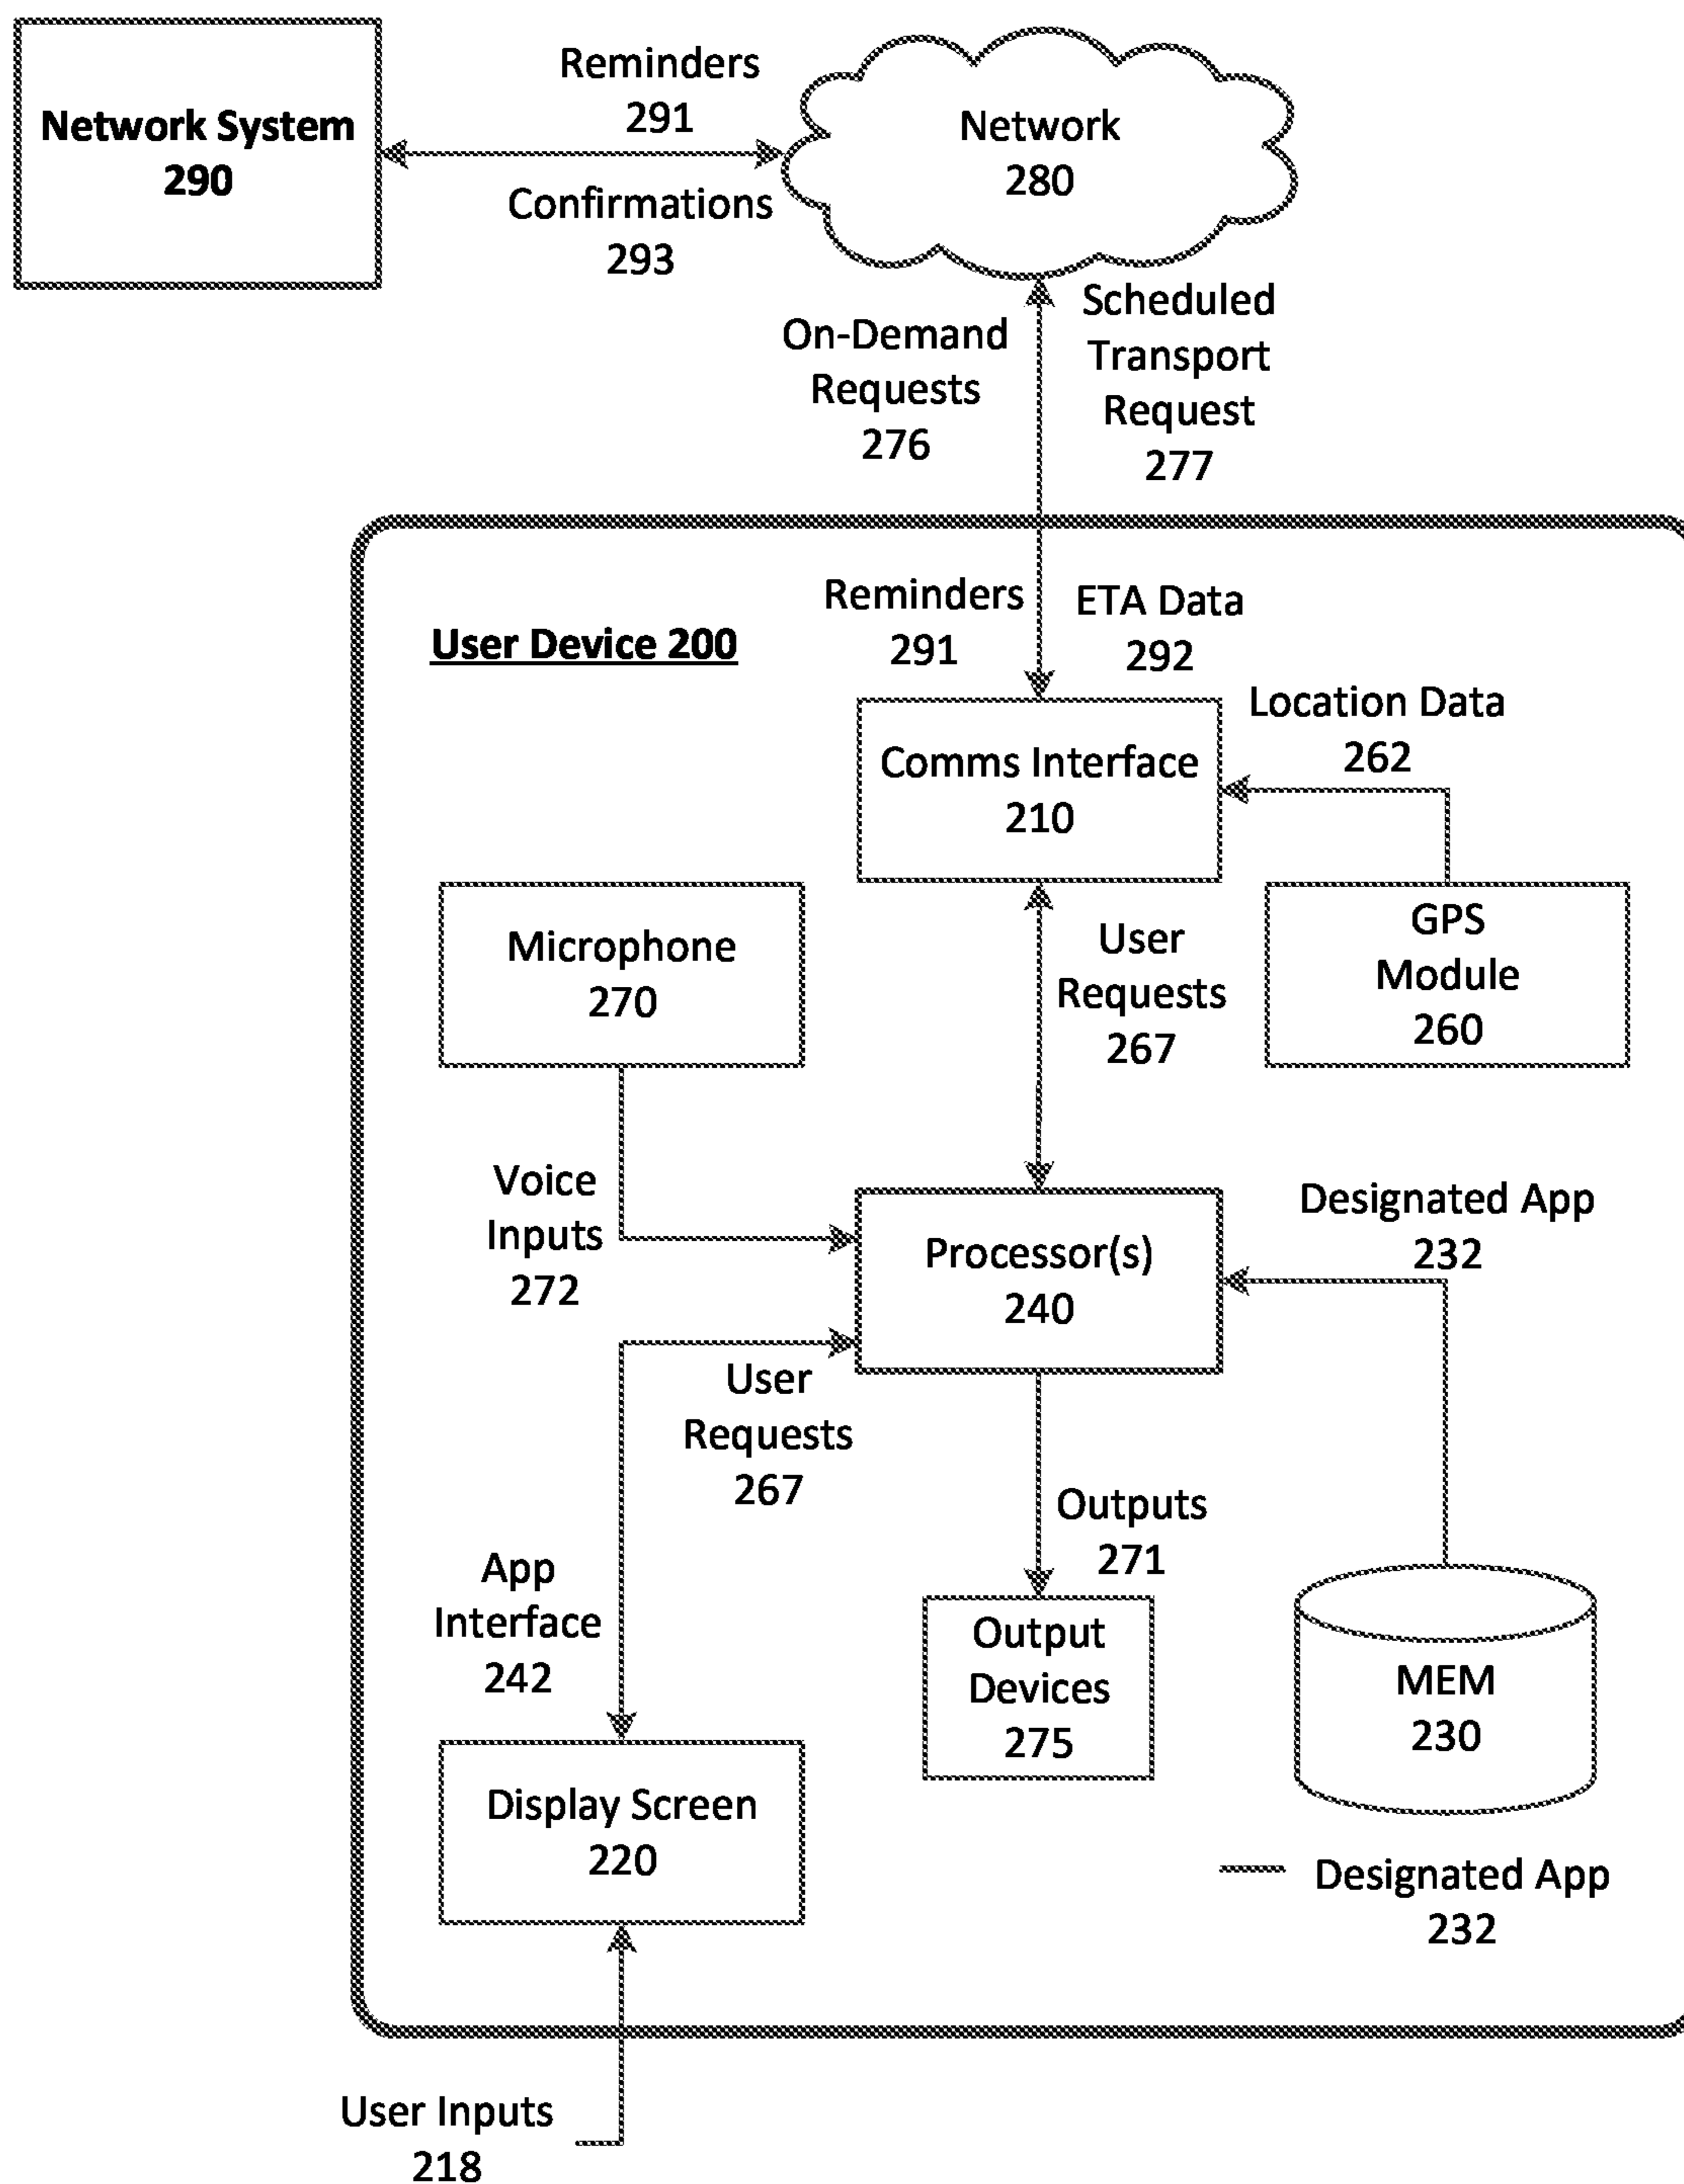 Network System
290
Reminders
291
Confirmations
293
Network
280
On-Demand
Requests
276
Scheduled
Transport
Request
277
User Device 200
Reminders
291
ETA Data
292
Comms Interface
210
Location Data
262
GPS
Module
260
Microphone
270
User
Requests
267
Voice
Inputs
272
Processor(s)
240
Designated App
232
User
Requests
267
App
Interface
242
Outputs
271
Output
Devices
275
MEM
230
Display Screen
220
Designated App
232
User Inputs
218